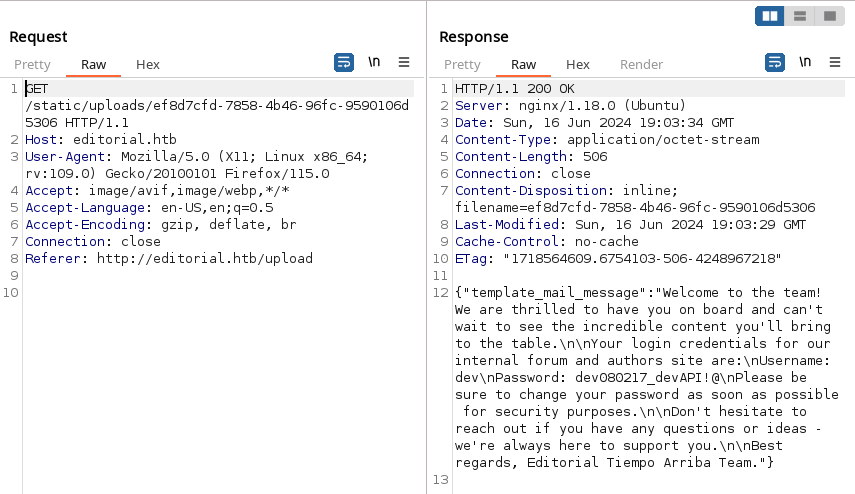 Request
Pretty Raw Hex \n
1 GET
/static/uploads/ef8d7cfd-7858-4b46-96fc-9590106d
5306 HTTP/1.1
2 Host: editorial.htb
3 User-Agent: Mozilla/5.0 (X11; Linux x86_64;
rv:109.0) Gecko/20100101 Firefox/115.0
4 Accept: image/avif,image/webp,*/*
5 Accept-Language: en-US,en;q=0.5
6 Accept-Encoding: gzip, deflate, br
7 Connection: close
8 Referer: http://editorial.htb/upload
9
10
Response
Pretty Raw Hex Render \n
1 HTTP/1.1 200 OK
2 Server: nginx/1.18.0 (Ubuntu)
3 Date: Sun, 16 Jun 2024 19:03:34 GMT
4 Content-Type: application/octet-stream
5 Content-Length: 506
6 Connection: close
7 Content-Disposition: inline;
filename=ef8d7cfd-7858-4b46-96fc-9590106d5306
8 Last-Modified: Sun, 16 Jun 2024 19:03:29 GMT
9 Cache-Control: no-cache
10 ETag: "1718564609.6754103-506-4248967218"
11
12 {"template_mail_message":"Welcome to the team!
We are thrilled to have you on board and can't
wait to see the incredible content you'll bring
to the table.\n\nYour login credentials for our
internal forum and authors site are:\nUsername:
dev\nPassword: dev080217_devAPI!@\nPlease be
sure to change your password as soon as possible
for security purposes.\n\nDon't hesitate to
reach out if you have any questions or ideas -
we're always here to support you.\n\nBest
regards, Editorial Tiempo Arriba Team."}
13